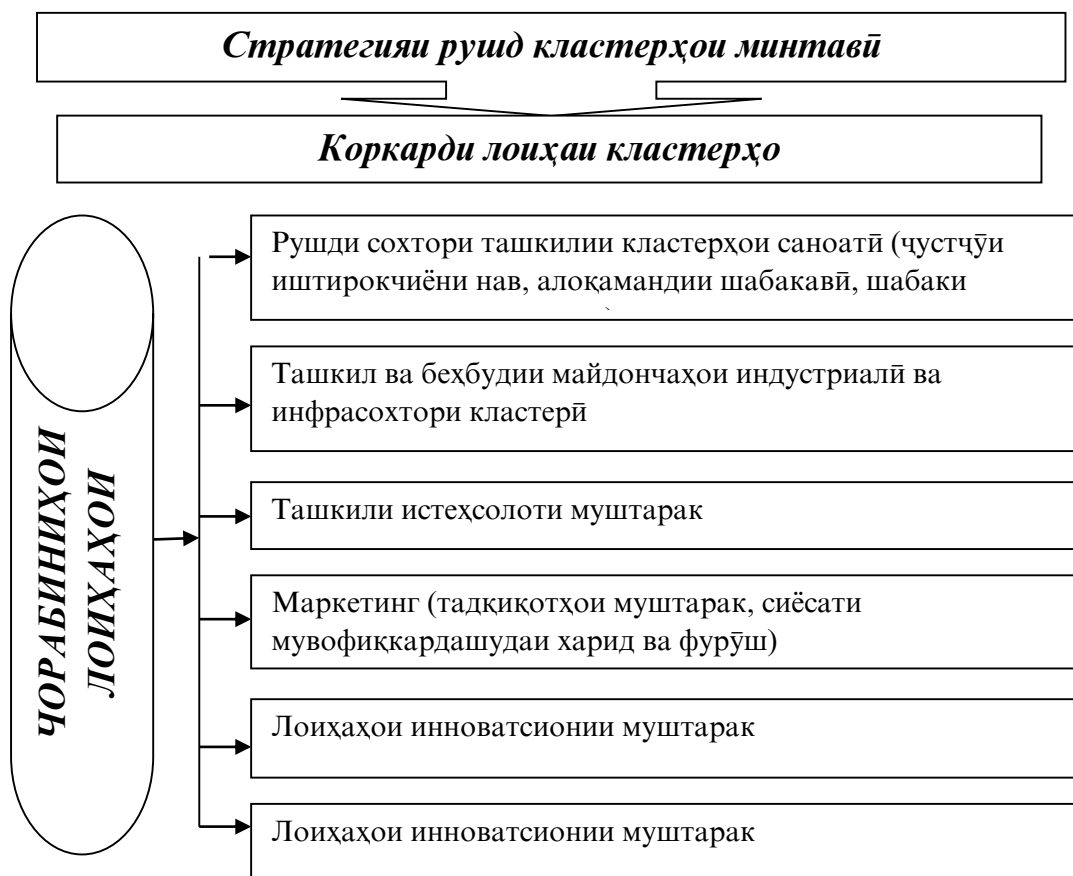 Стратегияи рушд кластерҳои минтавӣ
Коркарди лоиҳаи кластерҳо
ЧОРАБИНИҲОИ
ЛОИҲАҲОИ
Рушди сохтори ташкилии кластерҳои саноатӣ (ҷустҷӯи
иштирокчиёни нав, алоқамандии шабакавӣ, шабаки
Ташкил ва беҳбудии майдончаҳои индустриалӣ ва
инфрасохтори кластерӣ
Ташкили истеҳсолоти муштарак
Маркетинг (тадқиқотҳои муштарак, сиёсати
мувофиқкардашудаи харид ва фурӯш)
Лоиҳаҳои инноватсионии муштарак
Лоиҳаҳои инноватсионии муштарак